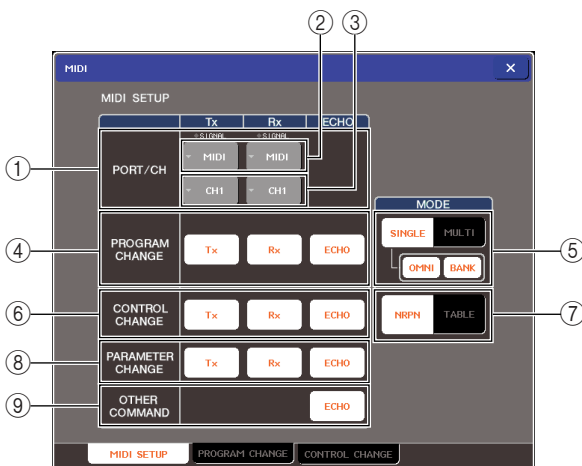 ② ③
MIDI ×
MIDI SETUP
Tx Rx ECHO
SIGNAL SIGNAL
① PORT/CH MIDI MIDI
CH1 CH1
MODE
④ PROGRAM CHANGE Tx Rx ECHO
SINGLE MULTI ⑤
OMNI BANK
⑥ CONTROL CHANGE Tx Rx ECHO
NRPN TABLE ⑦
⑧ PARAMETER CHANGE Tx Rx ECHO
⑨ OTHER COMMAND ECHO
MIDI SETUP PROGRAM CHANGE CONTROL CHANGE